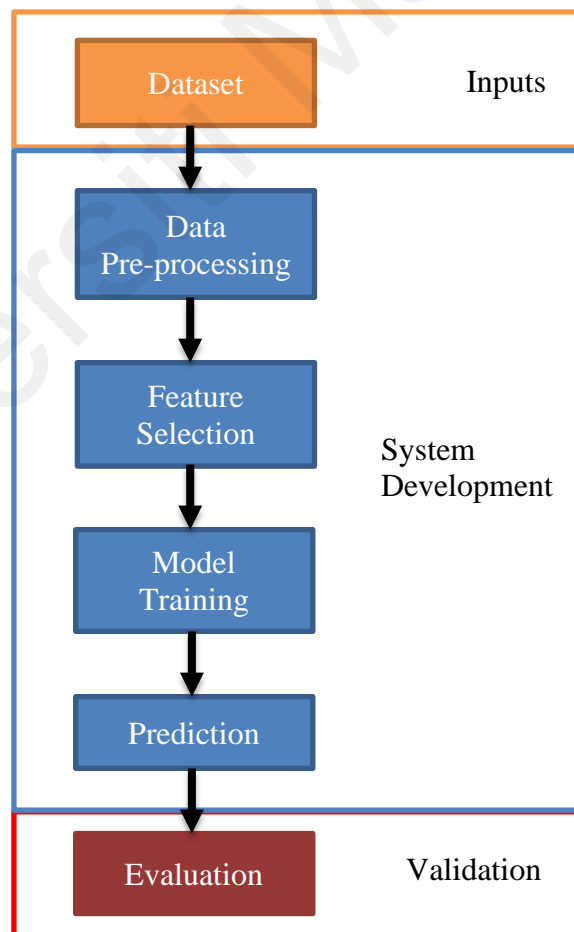 Dataset
Inputs
Data
Pre-processing
Feature
Selection
System
Development
Model
Training
Prediction
Evaluation
Validation